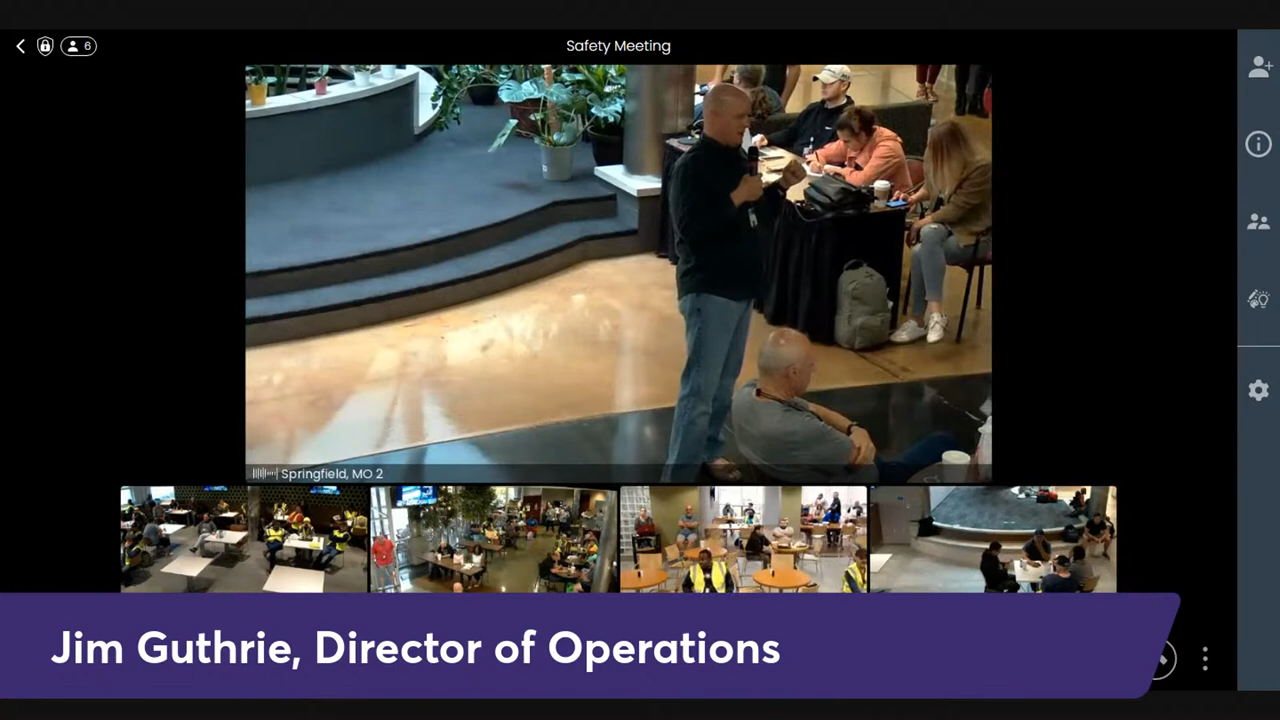 6
Safety Meeting
Springfield, MO 2
Jim Guthrie, Director of Operations